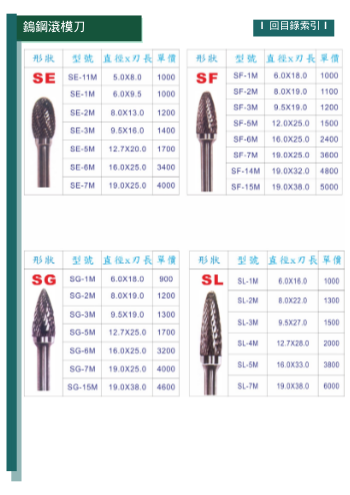 鎢鋼滾模刀
I 回目錄索引 I
形狀 型號 直徑x刃長 單價
SE
SE-11M 5.0X8.0 1000
SE-1M 6.0X9.5 1000
SE-2M 8.0X13.0 1200
SE-3M 9.5X16.0 1400
SE-5M 12.7X20.0 1700
SE-6M 16.0X25.0 3400
SE-7M 19.0X25.0 4000
形狀 型號 直徑x刃長 單價
SF
SF-1M 6.0X18.0 1000
SF-2M 8.0X19.0 1100
SF-3M 9.5X19.0 1200
SF-5M 12.0X25.0 1500
SF-6M 16.0X25.0 2400
SF-7M 19.0X25.0 3600
SF-14M 19.0X32.0 4800
SF-15M 19.0X38.0 5000
形狀 型號 直徑x刃長 單價
SG
SG-1M 6.0X18.0 900
SG-2M 8.0X19.0 1200
SG-3M 9.5X19.0 1300
SG-5M 12.7X25.0 1700
SG-6M 16.0X25.0 3200
SG-7M 19.0X25.0 4000
SG-15M 19.0X38.0 4600
形狀 型號 直徑x刃長 單價
SL
SL-1M 6.0X16.0 1000
SL-2M 8.0X22.0 1300
SL-3M 9.5X27.0 1500
SL-4M 12.7X28.0 2000
SL-5M 16.0X33.0 3800
SL-7M 19.0X38.0 6000